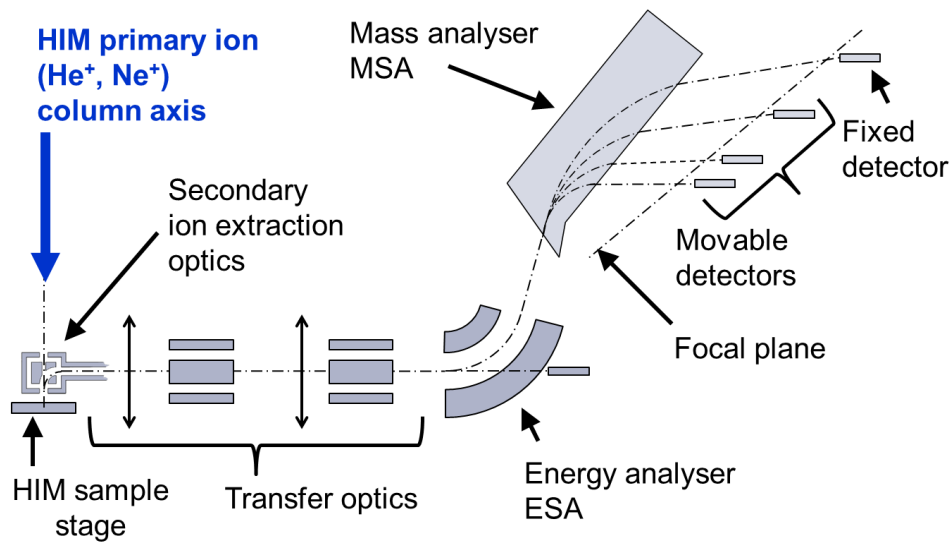 HIM primary ion
(He⁺, Ne⁺)
column axis
Mass analyser
MSA
Fixed
detector
Secondary
ion extraction
optics
Movable
detectors
Focal plane
HIM sample
stage
Transfer optics
Energy analyser
ESA